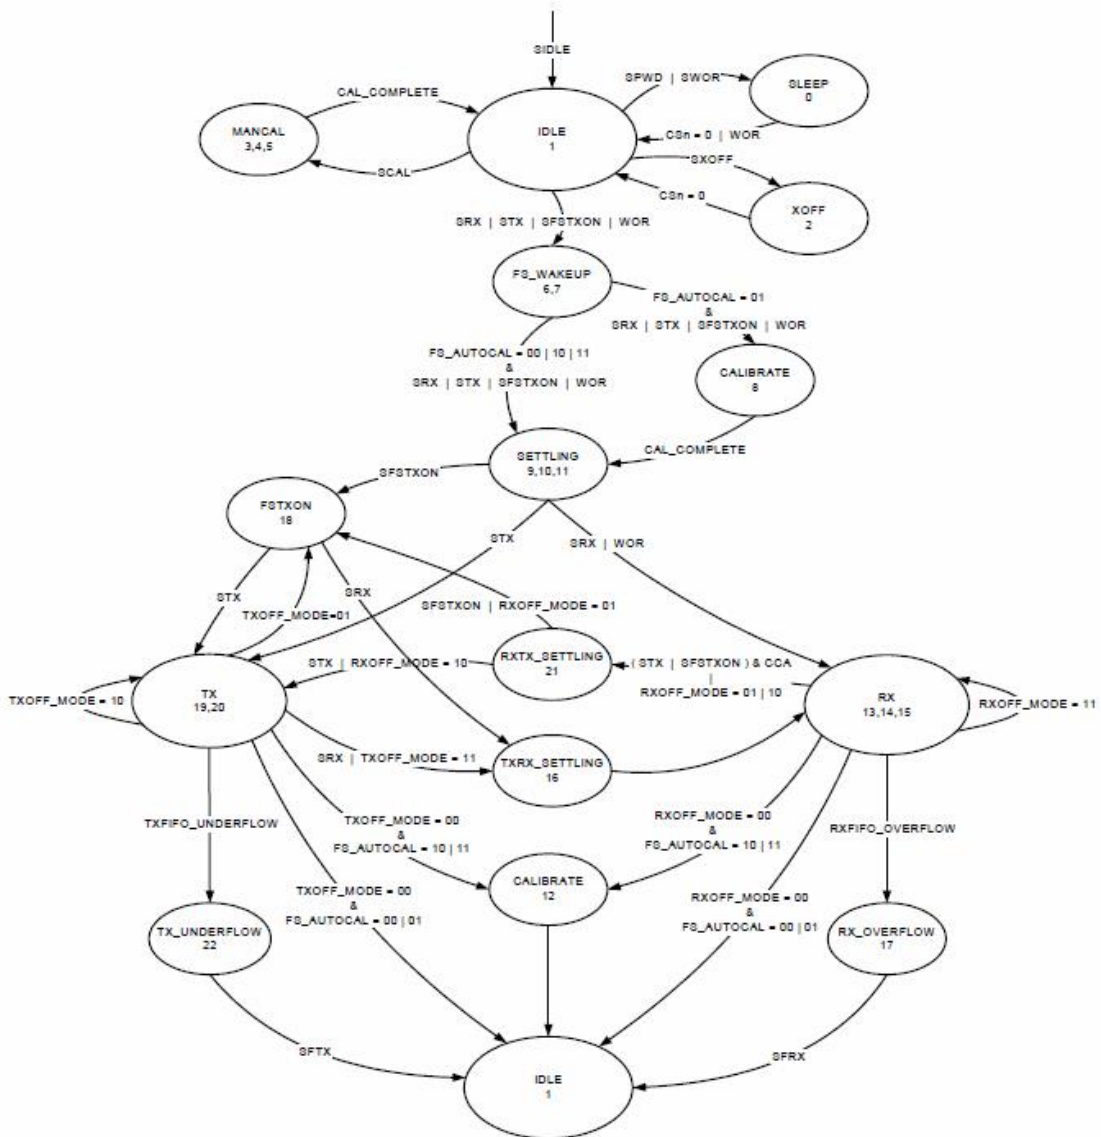 SIDLE
SPWD | SWOR
SLEEP
0
CAL_COMPLETE
MANCAL
3,4,5
IDLE
1
CSn = 0 | WOR
SXOFF
SCAL
CSn = 0
XOFF
2
SRX | STX | SFSTXON | WOR
FS_WAKEUP
6,7
FS_AUTOCAL = 01
&
SRX | STX | SFSTXON | WOR
FS_AUTOCAL = 00 | 10 | 11
&
SRX | STX | SFSTXON | WOR
CALIBRATE
8
SETTLING
9,10,11
CAL_COMPLETE
SFSTXON
FSTXON
18
STX
SRX | WOR
STX
SRX
TXOFF_MODE=01
SFSTXON | RXOFF_MODE = 01
STX | RXOFF_MODE = 10
RXTX_SETTLING
21
( STX | SFSTXON ) & CCA
|
RXOFF_MODE = 01 | 10
TXOFF_MODE = 10
TX
19,20
RX
13,14,15
RXOFF_MODE = 11
SRX | TXOFF_MODE = 11
TXRX_SETTLING
16
TXFIFO_UNDERFLOW
TXOFF_MODE = 00
&
FS_AUTOCAL = 10 | 11
RXOFF_MODE = 00
&
FS_AUTOCAL = 10 | 11
RXFIFO_OVERFLOW
TXOFF_MODE = 00
&
FS_AUTOCAL = 00 | 01
CALIBRATE
12
RXOFF_MODE = 00
&
FS_AUTOCAL = 00 | 01
TX_UNDERFLOW
22
RX_OVERFLOW
17
SFTX
SFRX
IDLE
1